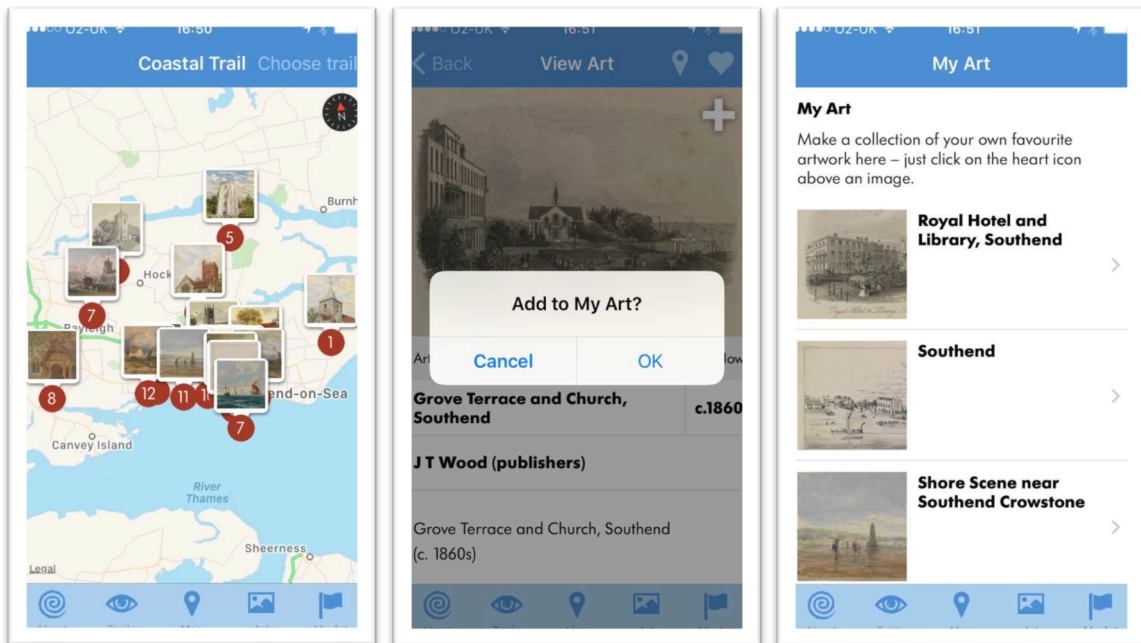 O2-UK 16:50
Coastal Trail Choose trail
N
Burnh
5
Hock
7
Rayleigh
1
8
12
11
end-on-Sea
7
Canvey Island
River
Thames
Sheerness
Legal
O2-UK 16:51
Back View Art
Add to My Art?
Cancel OK
Grove Terrace and Church,
Southend
c.1860
J T Wood (publishers)
Grove Terrace and Church, Southend
(c. 1860s)
O2-UK 16:51
My Art
My Art
Make a collection of your own favourite
artwork here – just click on the heart icon
above an image.
Royal Hotel and
Library, Southend
Royal Hotel & Library
Southend
Shore Scene near
Southend Crowstone